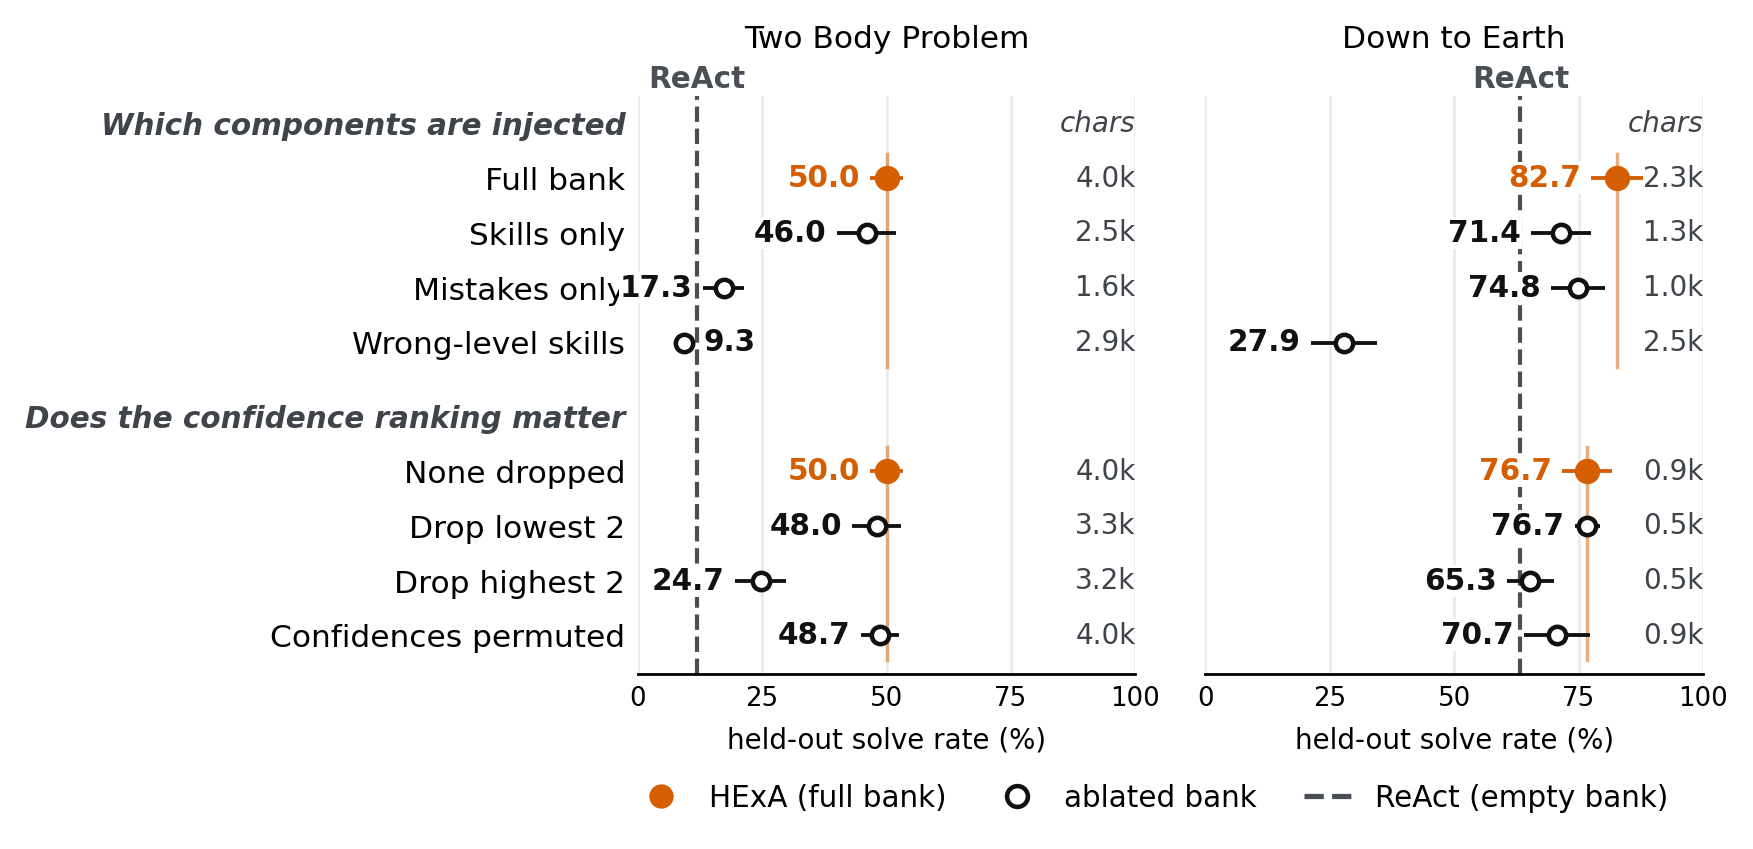 Two Body Problem Down to Earth
ReAct ReAct
Which components are injected chars chars
Full bank 50.0 4.0k 82.7 2.3k
Skills only 46.0 2.5k 71.4 1.3k
Mistakes only 17.3 1.6k 74.8 1.0k
Wrong-level skills 9.3 2.9k 27.9 2.5k
Does the confidence ranking matter
None dropped 50.0 4.0k 76.7 0.9k
Drop lowest 2 48.0 3.3k 76.7 0.5k
Drop highest 2 24.7 3.2k 65.3 0.5k
Confidences permuted 48.7 4.0k 70.7 0.9k
0 25 50 75 100 0 25 50 75 100
held-out solve rate (%) held-out solve rate (%)
HExA (full bank) ablated bank ReAct (empty bank)